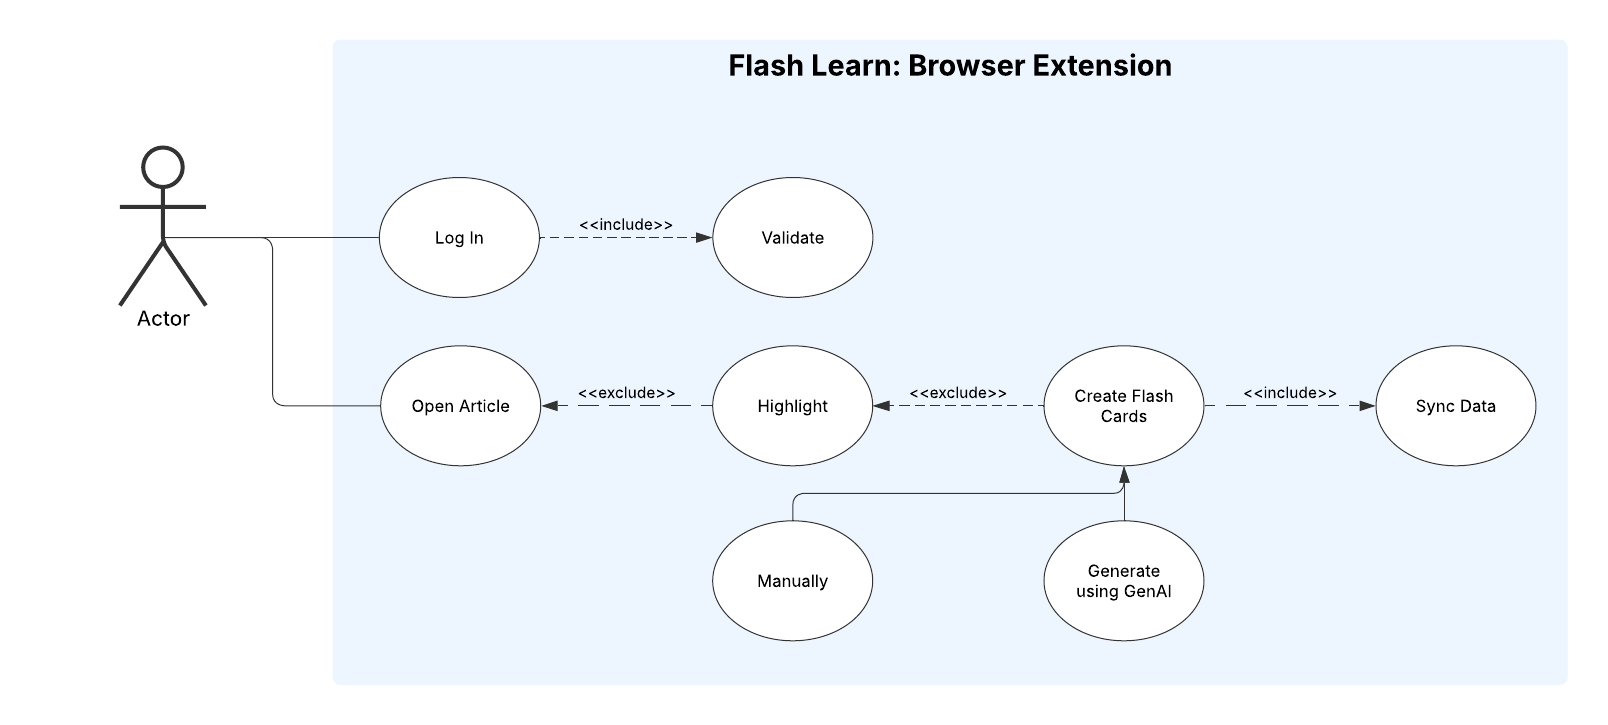 Flash Learn: Browser Extension
Actor
Log In
<<include>>
Validate
Open Article
<<exclude>>
Highlight
<<exclude>>
Create Flash
Cards
<<include>>
Sync Data
Manually
Generate
using GenAI